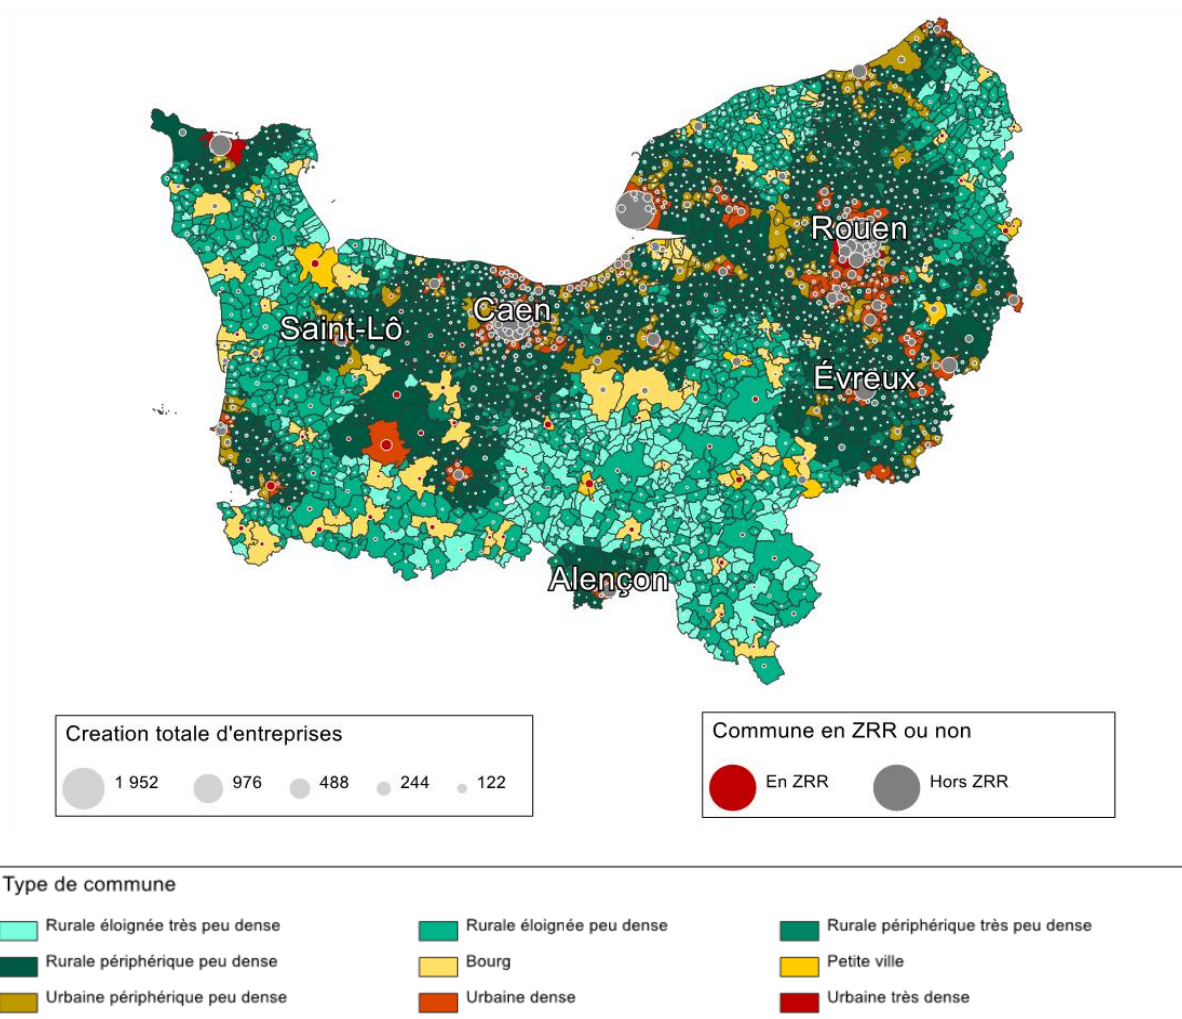 Rouen
Caen
Saint-Lô
Évreux
Alençon
Creation totale d'entreprises
1 952 976 488 244 122
Commune en ZRR ou non
En ZRR Hors ZRR
Type de commune
Rurale éloignée très peu dense Rurale éloignée peu dense Rurale périphérique très peu dense
Rurale périphérique peu dense Bourg Petite ville
Urbaine périphérique peu dense Urbaine dense Urbaine très dense